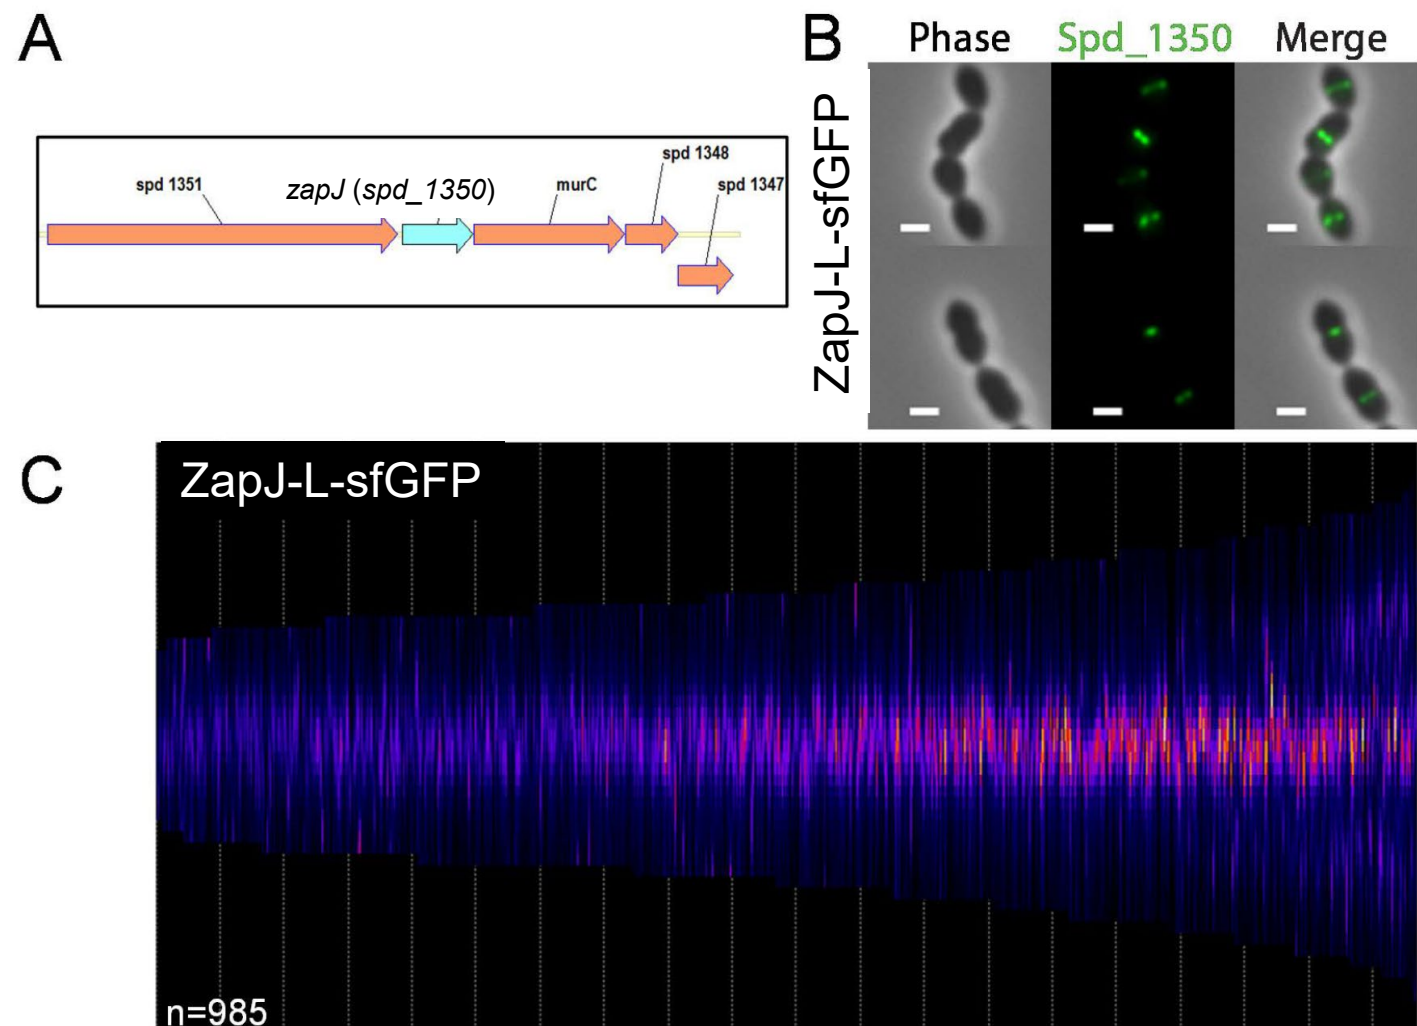 A
spd 1351
zapJ (spd_1350)
murC
spd 1348
spd 1347
B
Phase
Spd_1350
Merge
ZapJ-L-sfGFP
C
ZapJ-L-sfGFP
n=985